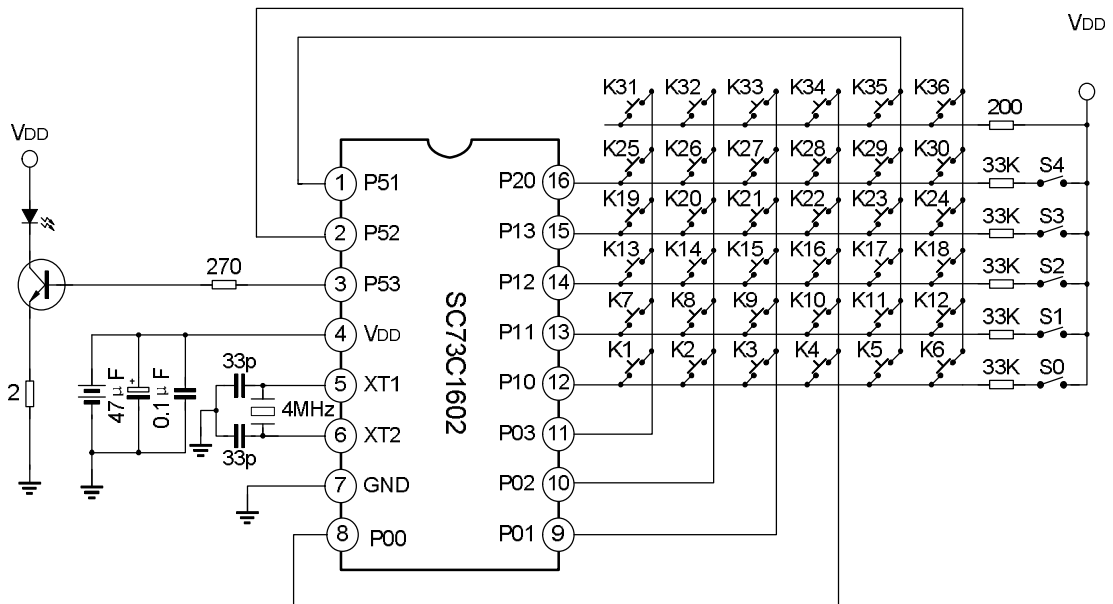 VDD
VDD
K31 K32 K33 K34 K35 K36
200
K25 K26 K27 K28 K29 K30
33K S4
K19 K20 K21 K22 K23 K24
33K S3
K13 K14 K15 K16 K17 K18
33K S2
K7 K8 K9 K10 K11 K12
33K S1
K1 K2 K3 K4 K5 K6
33K S0
1 P51
2 P52
270
3 P53
4 VDD
5 XT1
6 XT2
7 GND
8 P00
SC73C1602
P20 16
P13 15
P12 14
P11 13
P10 12
P03 11
P02 10
P01 9
2
+
47μF
0.1μF
33p
4MHz
33p